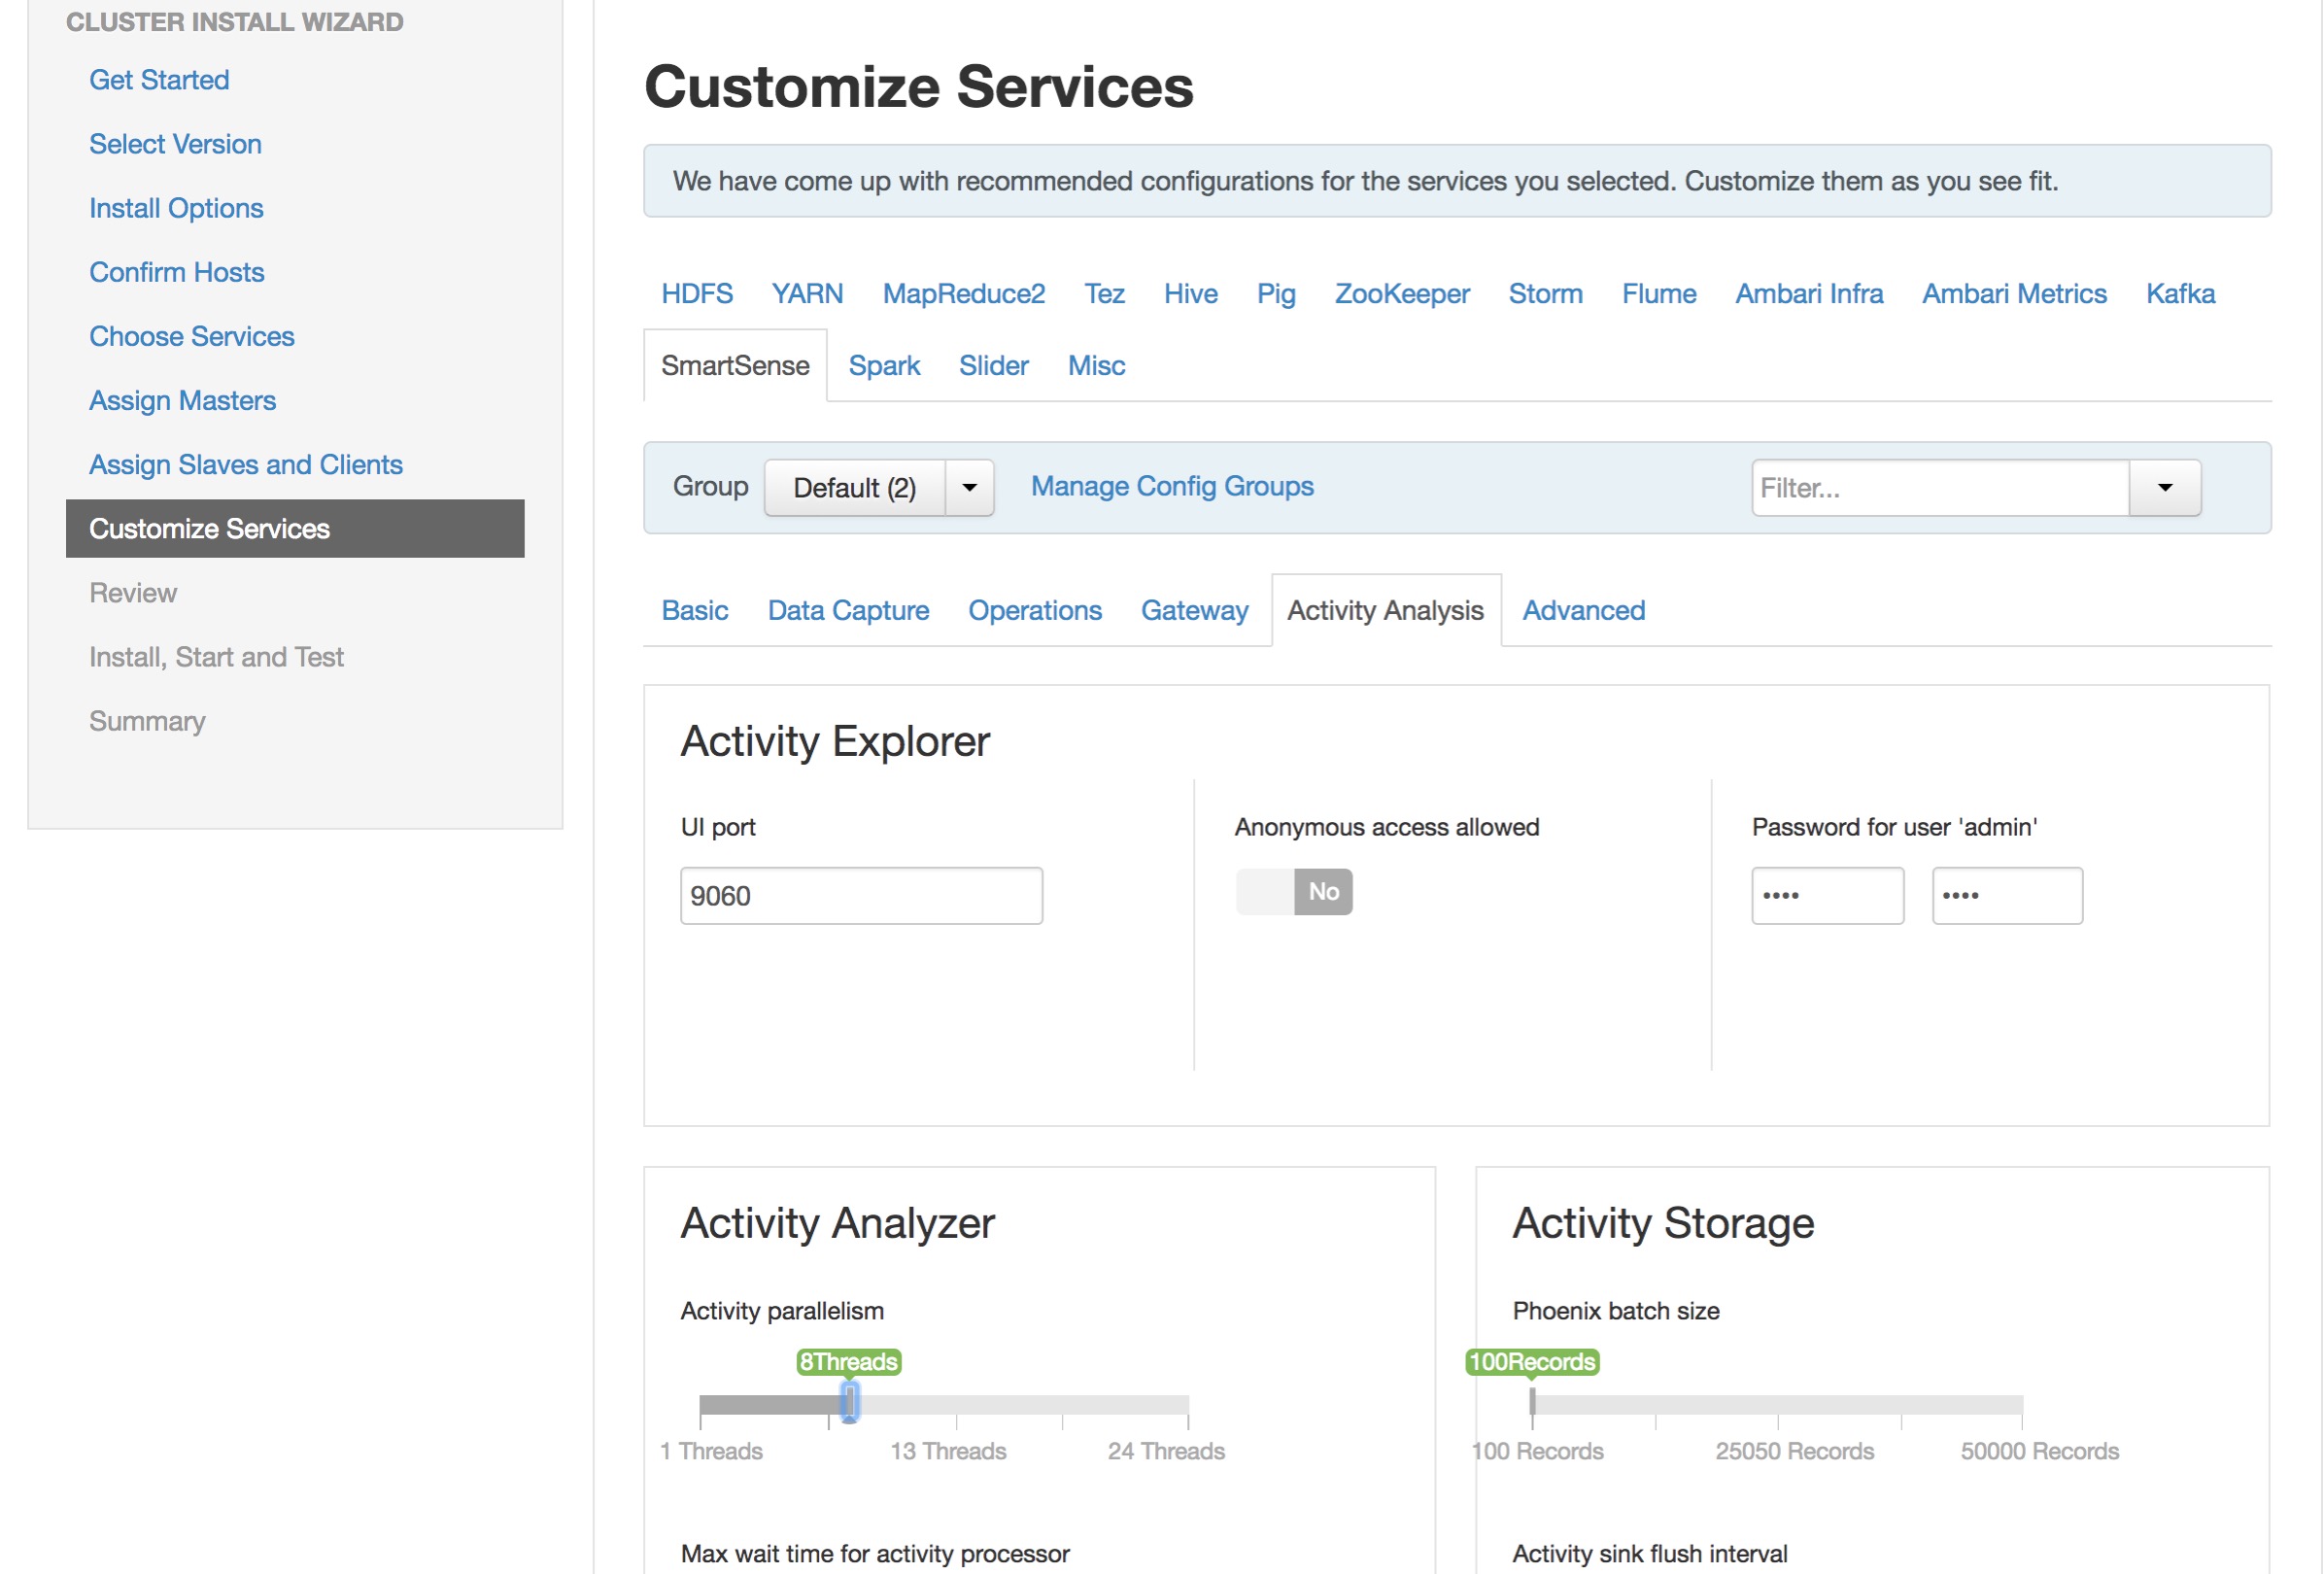 CLUSTER INSTALL WIZARD
Get Started
Select Version
Install Options
Confirm Hosts
Choose Services
Assign Masters
Assign Slaves and Clients
Customize Services
Review
Install, Start and Test
Summary
Customize Services
We have come up with recommended configurations for the services you selected. Customize them as you see fit.
HDFS YARN MapReduce2 Tez Hive Pig ZooKeeper Storm Flume Ambari Infra Ambari Metrics Kafka
SmartSense Spark Slider Misc
Group Default (2) Manage Config Groups Filter...
Basic Data Capture Operations Gateway Activity Analysis Advanced
Activity Explorer
UI port
9060
Anonymous access allowed
No
Password for user 'admin'
•••• ••••
Activity Analyzer
Activity parallelism
8Threads
1 Threads 13 Threads 24 Threads
Max wait time for activity processor
Activity Storage
Phoenix batch size
100Records
100 Records 25050 Records 50000 Records
Activity sink flush interval